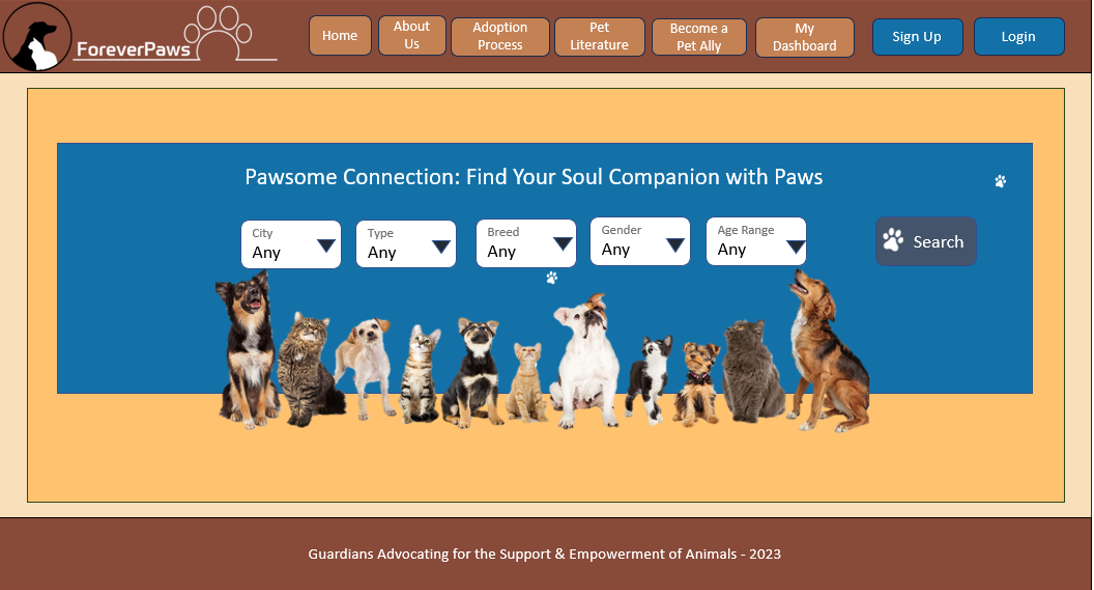 ForeverPaws
Home
About
Us
Adoption
Process
Pet
Literature
Become a
Pet Ally
My
Dashboard
Sign Up
Login
Pawsome Connection: Find Your Soul Companion with Paws
City
Any
Type
Any
Breed
Any
Gender
Any
Age Range
Any
Search
Guardians Advocating for the Support & Empowerment of Animals - 2023